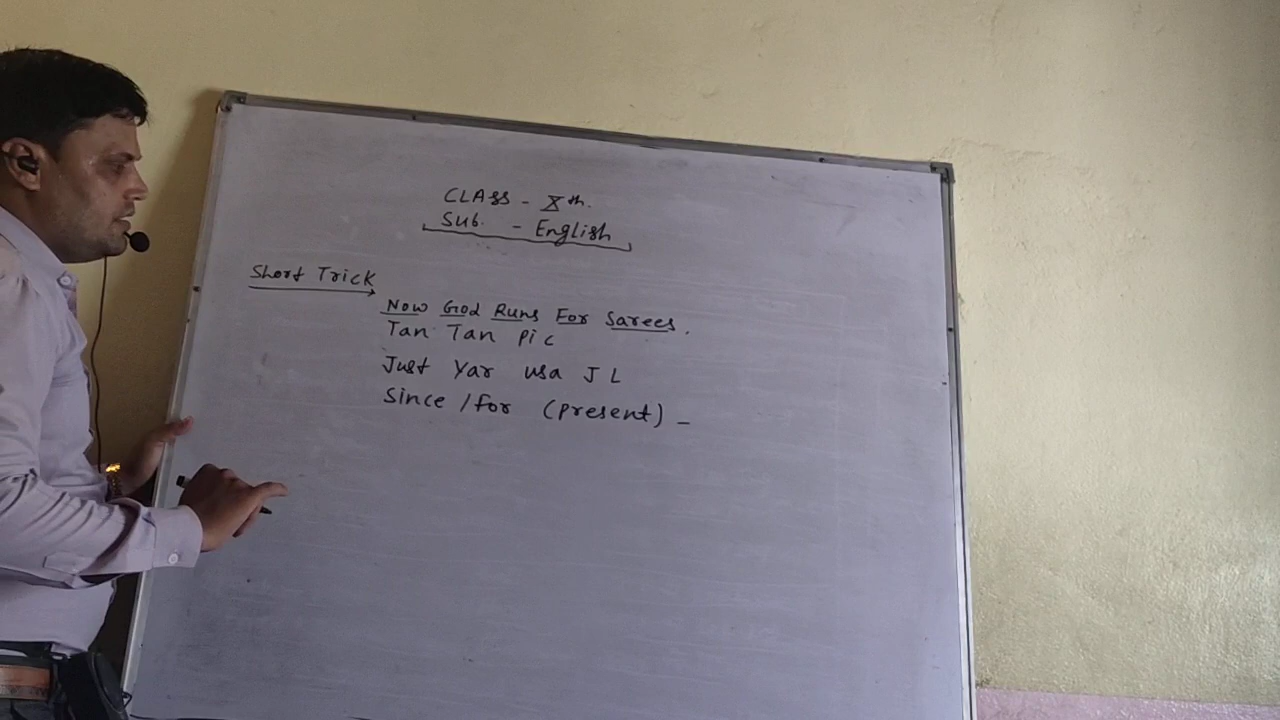 CLASS - Xth.
Sub. - English
Short Trick
Now God Runs For Sarees.
Tan Tan Pic
Just Yar usa J L
Since / for (present) -